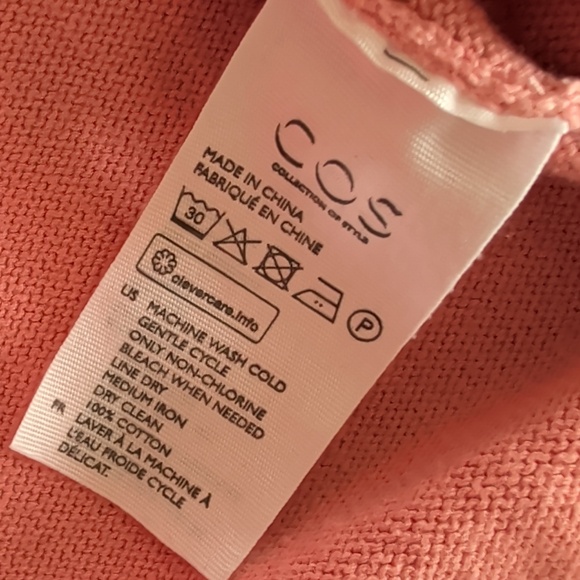 COS
COLLECTION OF STYLE
MADE IN CHINA
FABRIQUÉ EN CHINE
30
P
clevercare.info
US MACHINE WASH COLD
GENTLE CYCLE
ONLY NON-CHLORINE
BLEACH WHEN NEEDED
LINE DRY
MEDIUM IRON
DRY CLEAN
100% COTTON
FR LAVER À LA MACHINE À
L'EAU FROIDE CYCLE
DÉLICAT.